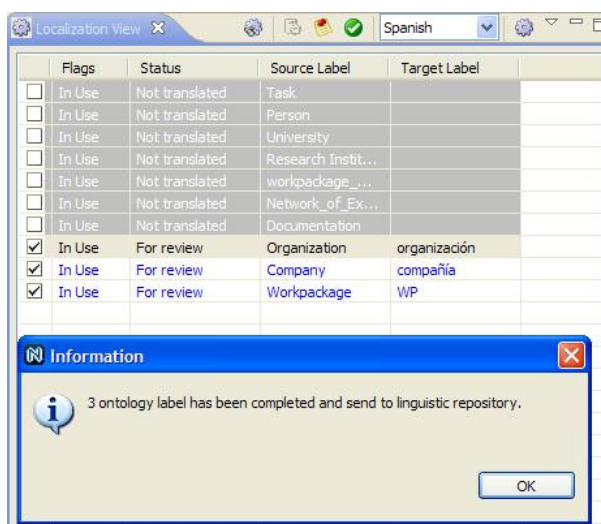 Localization View
Spanish
Flags Status Source Label Target Label
In Use Not translated Task
In Use Not translated Person
In Use Not translated University
In Use Not translated Research Instit...
In Use Not translated workpackage_...
In Use Not translated Network_of_Ex...
In Use Not translated Documentation
In Use For review Organization organización
In Use For review Company compañía
In Use For review Workpackage WP
Information
3 ontology label has been completed and send to linguistic repository.
OK